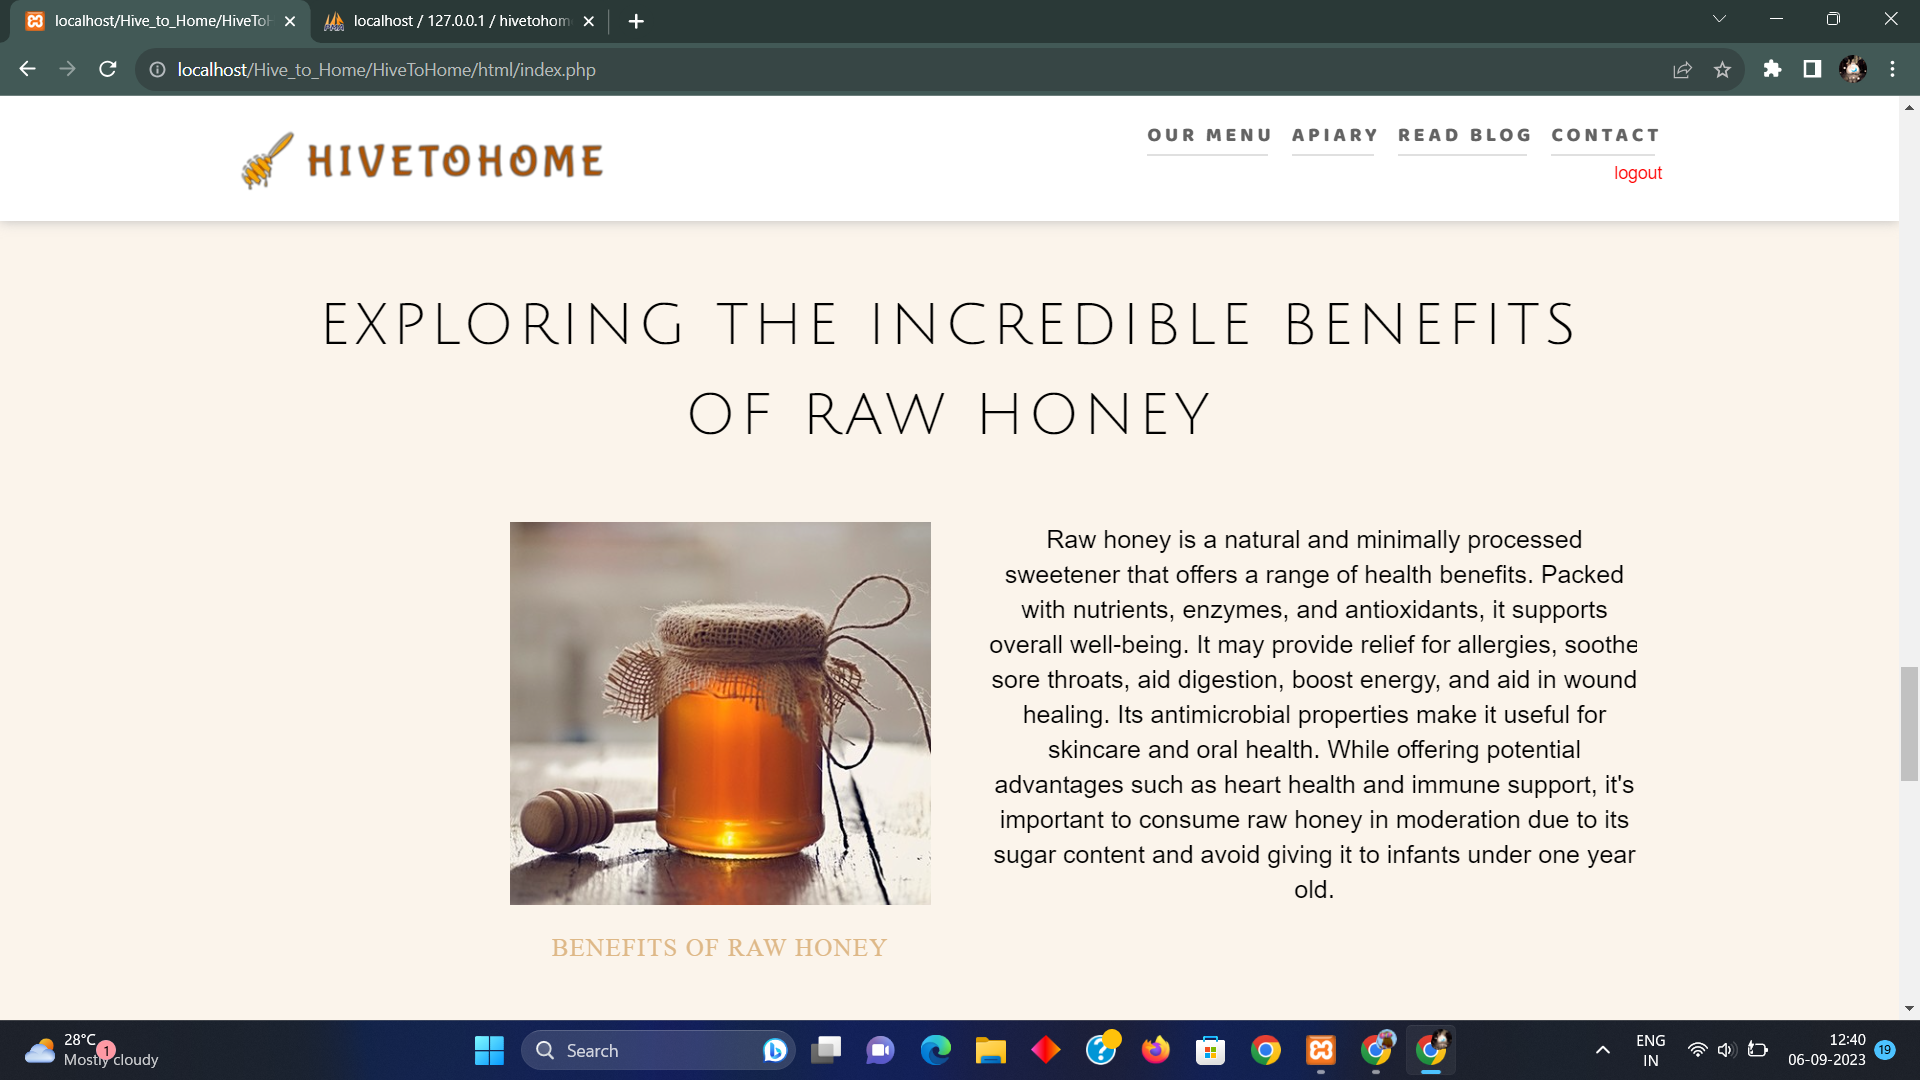 localhost/Hive_to_Home/HiveToH
localhost / 127.0.0.1 / hivetohom
localhost/Hive_to_Home/HiveToHome/html/index.php
HIVETOHOME
OUR MENU APIARY READ BLOG CONTACT
logout
EXPLORING THE INCREDIBLE BENEFITS
OF RAW HONEY
Raw honey is a natural and minimally processed
sweetener that offers a range of health benefits. Packed
with nutrients, enzymes, and antioxidants, it supports
overall well-being. It may provide relief for allergies, soothe
sore throats, aid digestion, boost energy, and aid in wound
healing. Its antimicrobial properties make it useful for
skincare and oral health. While offering potential
advantages such as heart health and immune support, it's
important to consume raw honey in moderation due to its
sugar content and avoid giving it to infants under one year
old.
BENEFITS OF RAW HONEY
28°C
1
Mostly cloudy
Search
ENG
IN
12:40
06-09-2023
19